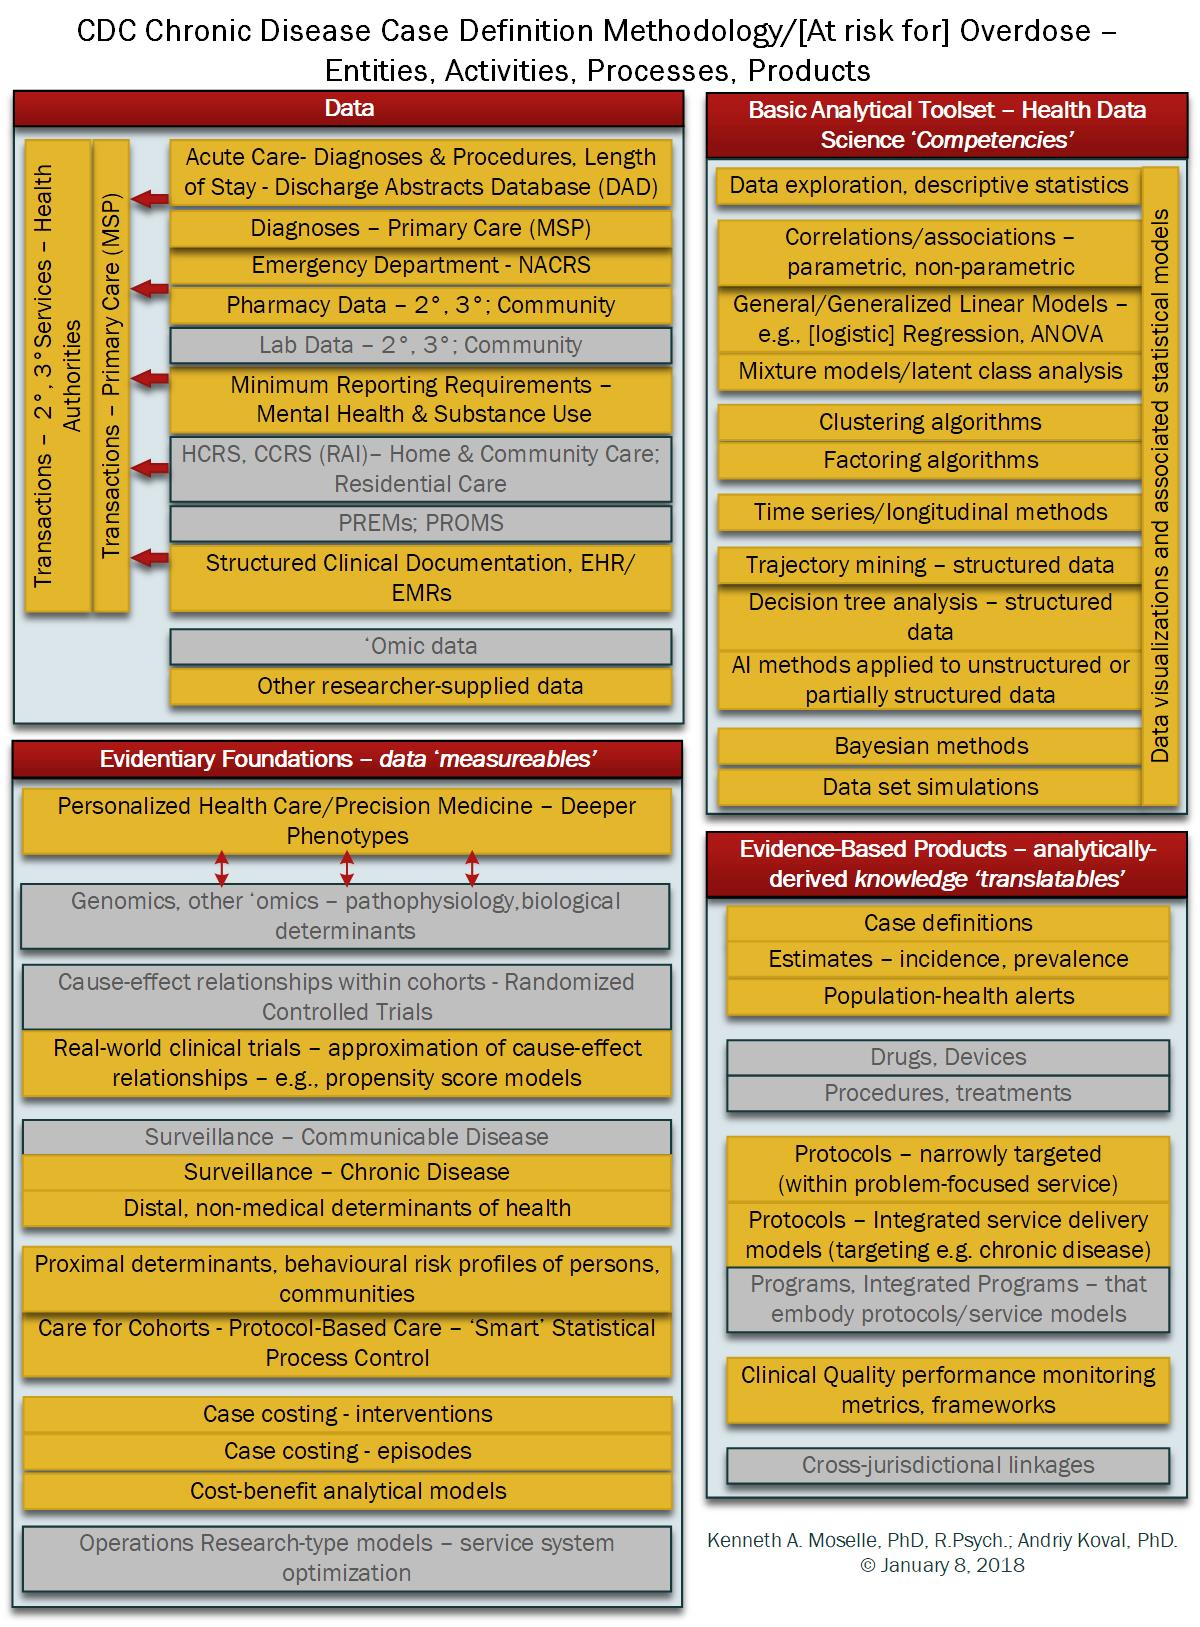 CDC Chronic Disease Case Definition Methodology/[At risk for] Overdose –
Entities, Activities, Processes, Products
Data
Transactions – 2°, 3° Services – Health
Authorities
Transactions – Primary Care (MSP)
Acute Care- Diagnoses & Procedures, Length
of Stay - Discharge Abstracts Database (DAD)
Diagnoses – Primary Care (MSP)
Emergency Department - NACRS
Pharmacy Data – 2°, 3°; Community
Lab Data – 2°, 3°; Community
Minimum Reporting Requirements –
Mental Health & Substance Use
HCRS, CCRS (RAI)– Home & Community Care;
Residential Care
PREMs; PROMS
Structured Clinical Documentation, EHR/
EMRs
‘Omic data
Other researcher-supplied data
Basic Analytical Toolset – Health Data
Science ‘Competencies’
Data exploration, descriptive statistics
Correlations/associations –
parametric, non-parametric
General/Generalized Linear Models –
e.g., [logistic] Regression, ANOVA
Mixture models/latent class analysis
Clustering algorithms
Factoring algorithms
Time series/longitudinal methods
Trajectory mining – structured data
Decision tree analysis – structured
data
AI methods applied to unstructured or
partially structured data
Bayesian methods
Data set simulations
Data visualizations and associated statistical models
Evidentiary Foundations – data ‘measureables’
Personalized Health Care/Precision Medicine – Deeper
Phenotypes
Genomics, other ‘omics – pathophysiology,biological
determinants
Cause-effect relationships within cohorts - Randomized
Controlled Trials
Real-world clinical trials – approximation of cause-effect
relationships – e.g., propensity score models
Surveillance – Communicable Disease
Surveillance – Chronic Disease
Distal, non-medical determinants of health
Proximal determinants, behavioural risk profiles of persons,
communities
Care for Cohorts - Protocol-Based Care – ‘Smart’ Statistical
Process Control
Case costing - interventions
Case costing - episodes
Cost-benefit analytical models
Operations Research-type models – service system
optimization
Evidence-Based Products – analytically-
derived knowledge ‘translatables’
Case definitions
Estimates – incidence, prevalence
Population-health alerts
Drugs, Devices
Procedures, treatments
Protocols – narrowly targeted
(within problem-focused service)
Protocols – Integrated service delivery
models (targeting e.g. chronic disease)
Programs, Integrated Programs – that
embody protocols/service models
Clinical Quality performance monitoring
metrics, frameworks
Cross-jurisdictional linkages
Kenneth A. Moselle, PhD, R.Psych.; Andriy Koval, PhD.
© January 8, 2018